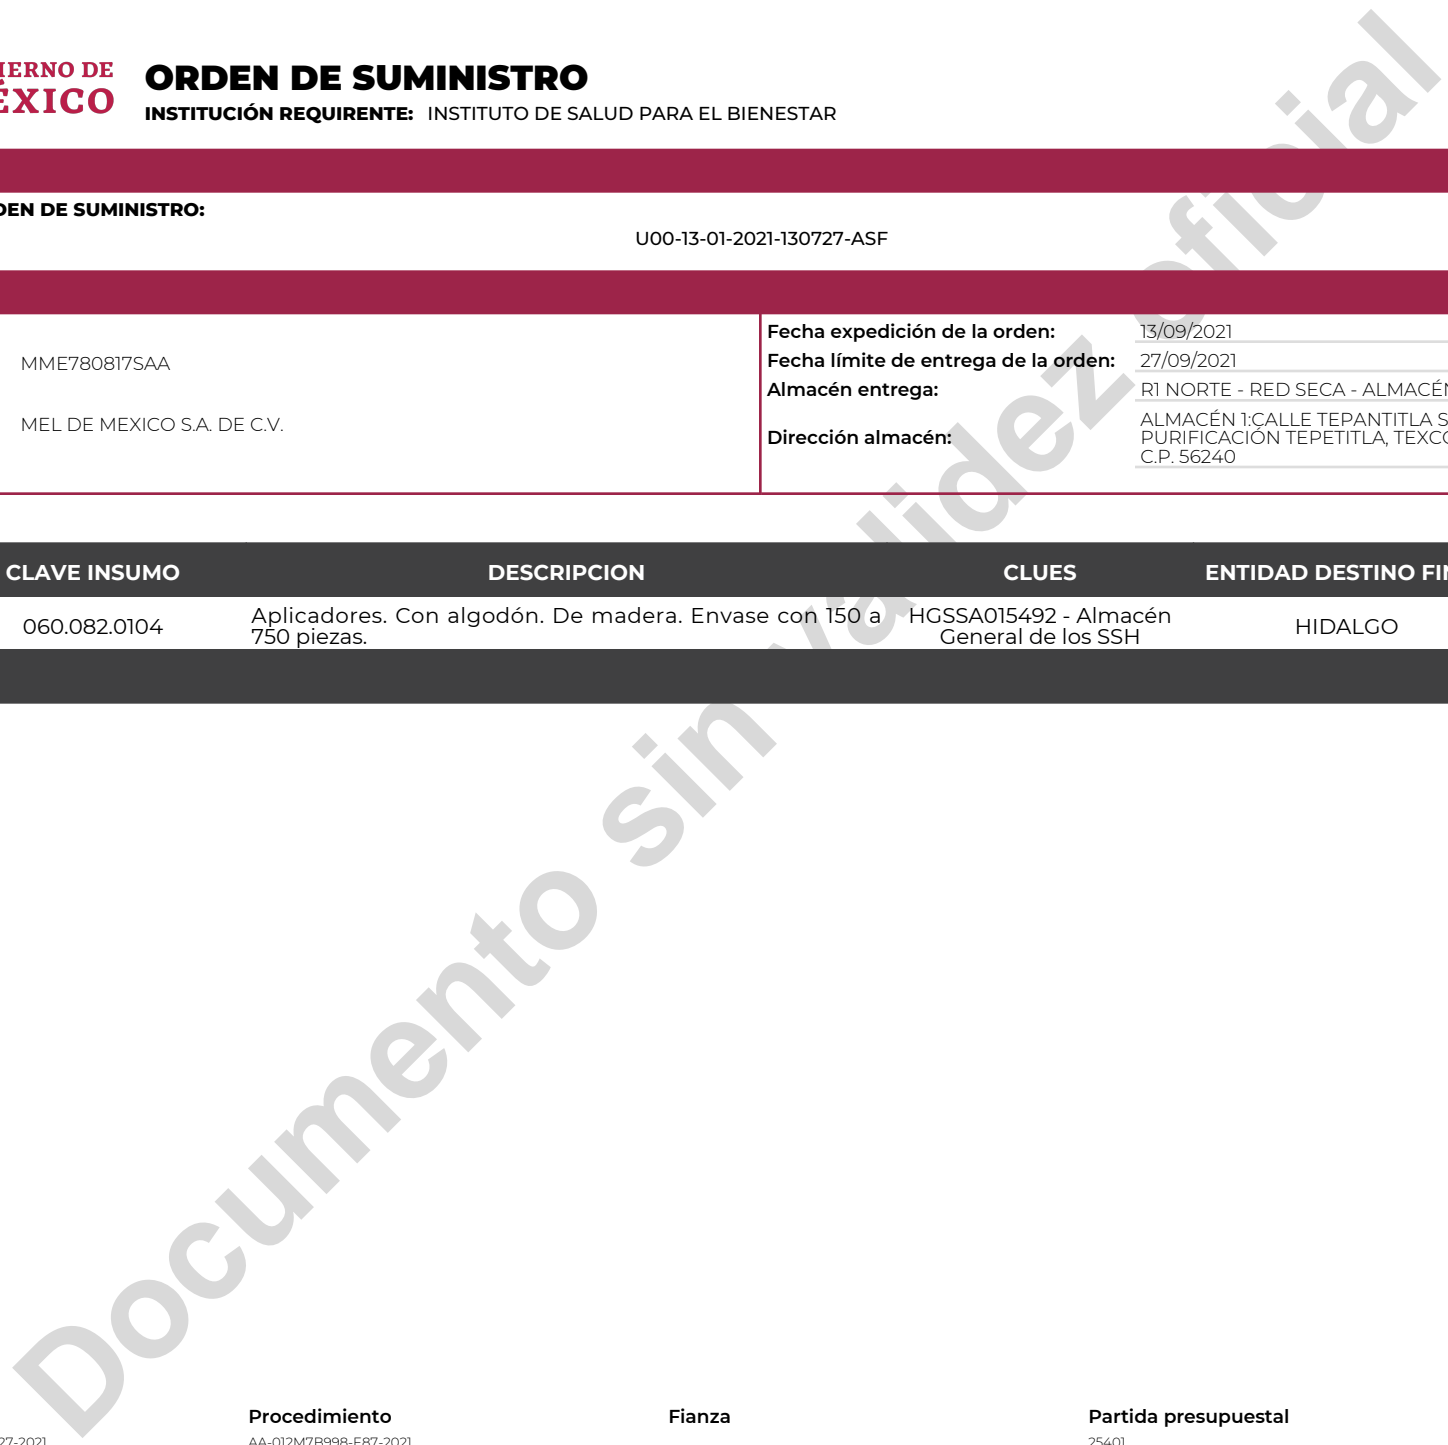 ORDEN DE SUMINISTRO
INSTITUCIÓN REQUIRENTE: INSTITUTO DE SALUD PARA EL BIENESTAR
IERNO DE
ÉXICO
DEN DE SUMINISTRO:
U00-13-01-2021-130727-ASF
MME780817SAA
MEL DE MEXICO S.A. DE C.V.
Fecha expedición de la orden: 13/09/2021
Fecha límite de entrega de la orden: 27/09/2021
Almacén entrega: R1 NORTE - RED SECA - ALMACÉN
Dirección almacén: ALMACÉN 1:CALLE TEPANTITLA S
PURIFICACIÓN TEPETITLA, TEXCO
C.P. 56240
CLAVE INSUMO DESCRIPCION CLUES ENTIDAD DESTINO FIN
060.082.0104 Aplicadores. Con algodón. De madera. Envase con 150 a 750 piezas. HGSSA015492 - Almacén General de los SSH HIDALGO
Documento sin validez oficial
Procedimiento Fianza Partida presupuestal
27-2021 AA-012M7B998-E87-2021 25401